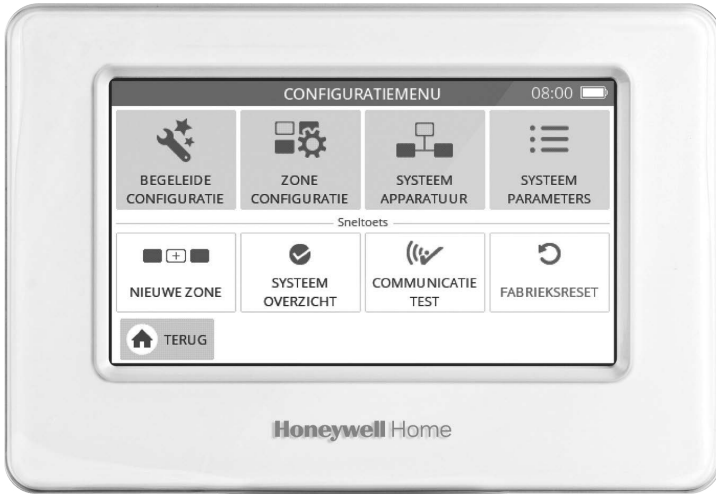 CONFIGURATIEMENU 08:00
BEGELEIDE
CONFIGURATIE
ZONE
CONFIGURATIE
SYSTEEM
APPARATUUR
SYSTEEM
PARAMETERS
Sneltoets
NIEUWE ZONE
SYSTEEM
OVERZICHT
COMMUNICATIE
TEST
FABRIEKSRESET
TERUG
Honeywell Home